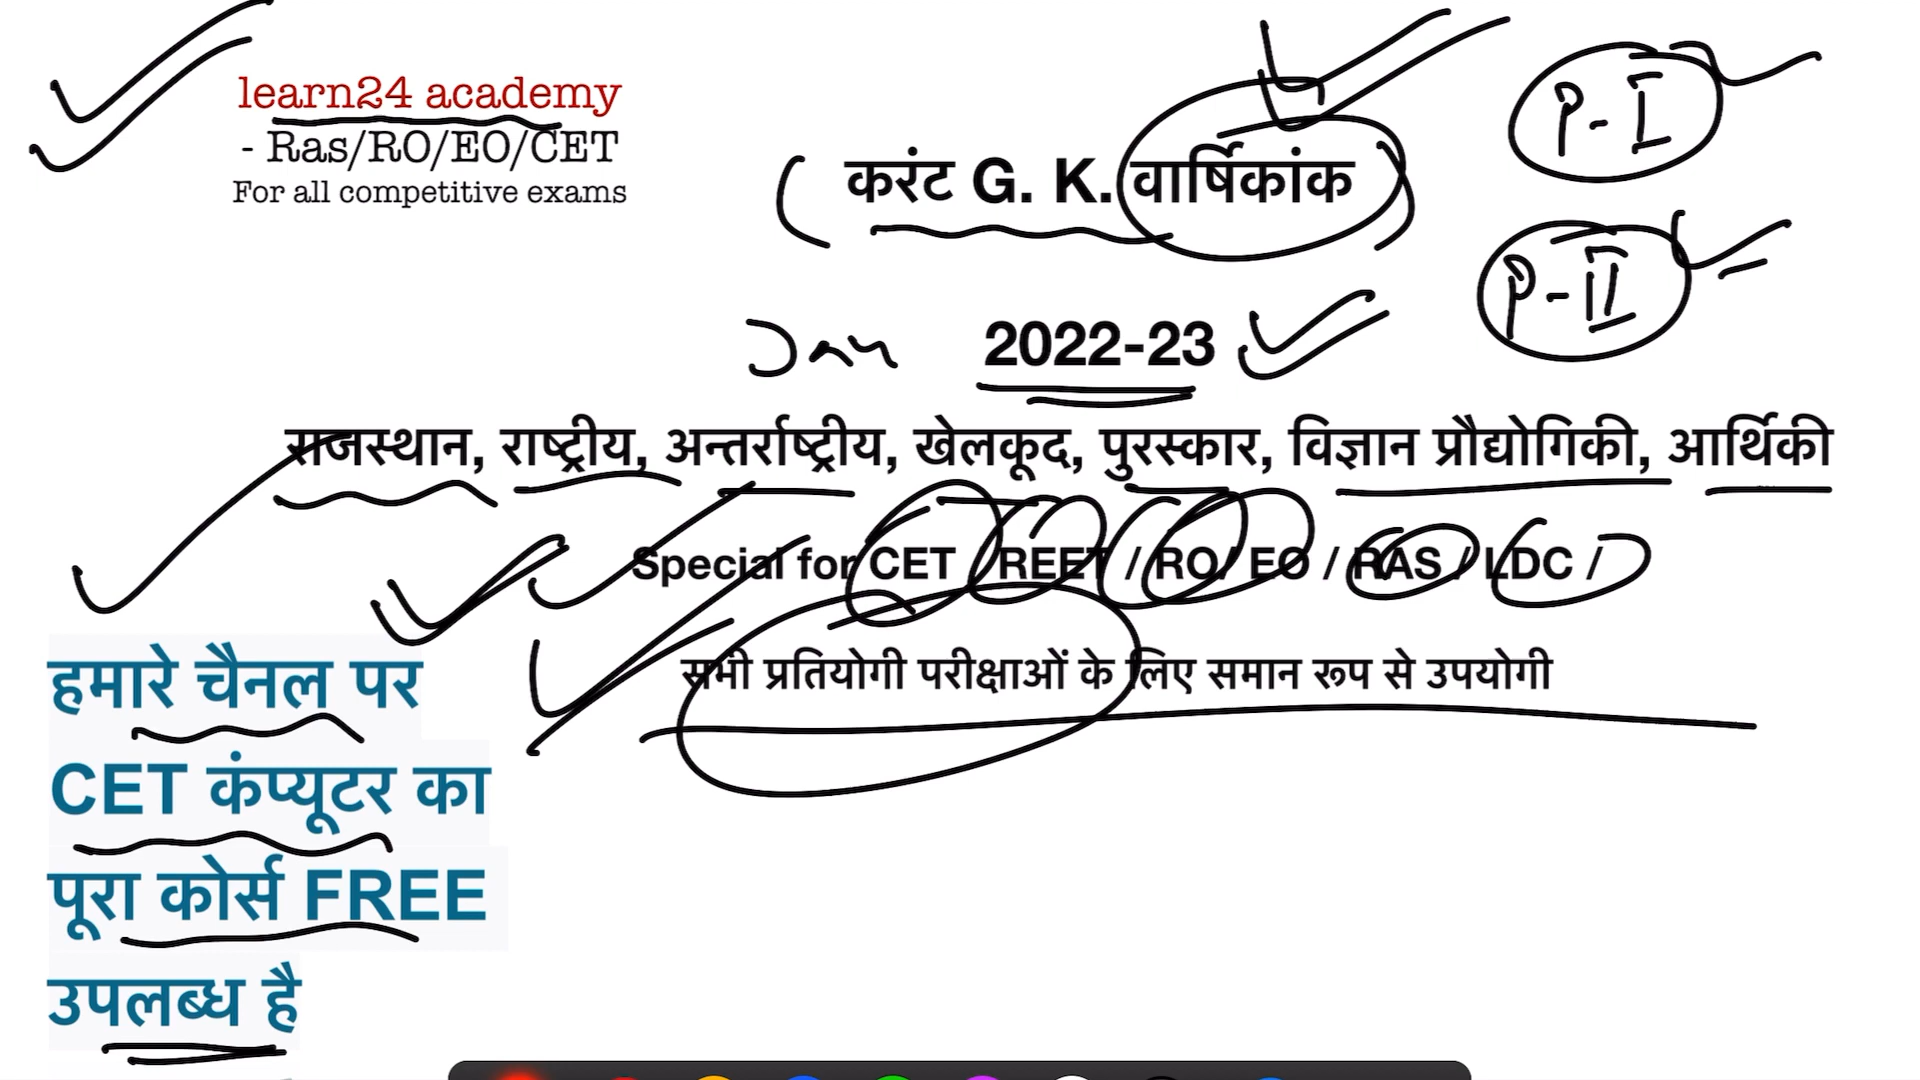 learn24 academy
- Ras/RO/EO/CET
For all competitive exams
( करंट G. K. वार्षिकांक )
P-I
P-II
Jan 2022-23
राजस्थान, राष्ट्रीय, अन्तर्राष्ट्रीय, खेलकूद, पुरस्कार, विज्ञान प्रौद्योगिकी, आर्थिकी
Special for CET / REET / RO/ EO / RAS / LDC /
सभी प्रतियोगी परीक्षाओं के लिए समान रूप से उपयोगी
हमारे चैनल पर
CET कंप्यूटर का
पूरा कोर्स FREE
उपलब्ध है